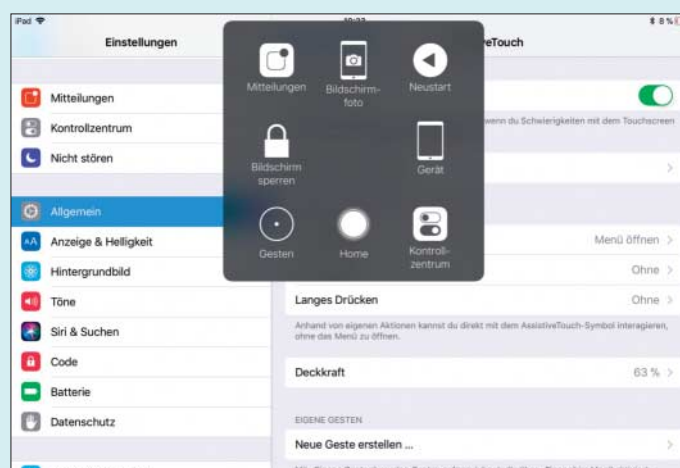 iPad
8 %
Einstellungen
eTouch
Mitteilungen
Kontrollzentrum
Nicht stören
Allgemein
Anzeige & Helligkeit
Hintergrundbild
Töne
Siri & Suchen
Code
Batterie
Datenschutz
Mitteilungen
Bildschirm-
foto
Neustart
Bildschirm
sperren
Gerät
Gesten
Home
Kontroll-
zentrum
wenn du Schwierigkeiten mit dem Touchscreen
Menü öffnen
Ohne
Langes Drücken
Ohne
Anhand von eigenen Aktionen kannst du direkt mit dem AssistiveTouch-Symbol interagieren,
ohne das Menü zu öffnen.
Deckkraft
63 %
EIGENE GESTEN
Neue Geste erstellen ...